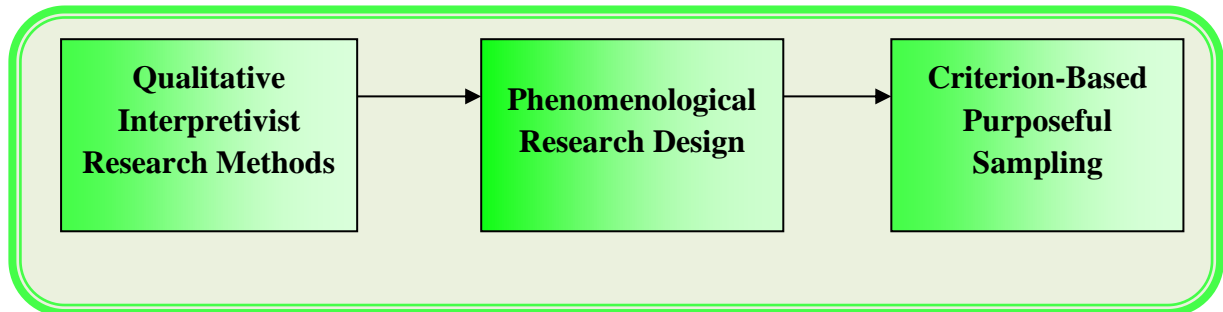 Qualitative
Interpretivist
Research Methods
Phenomenological
Research Design
Criterion-Based
Purposeful
Sampling